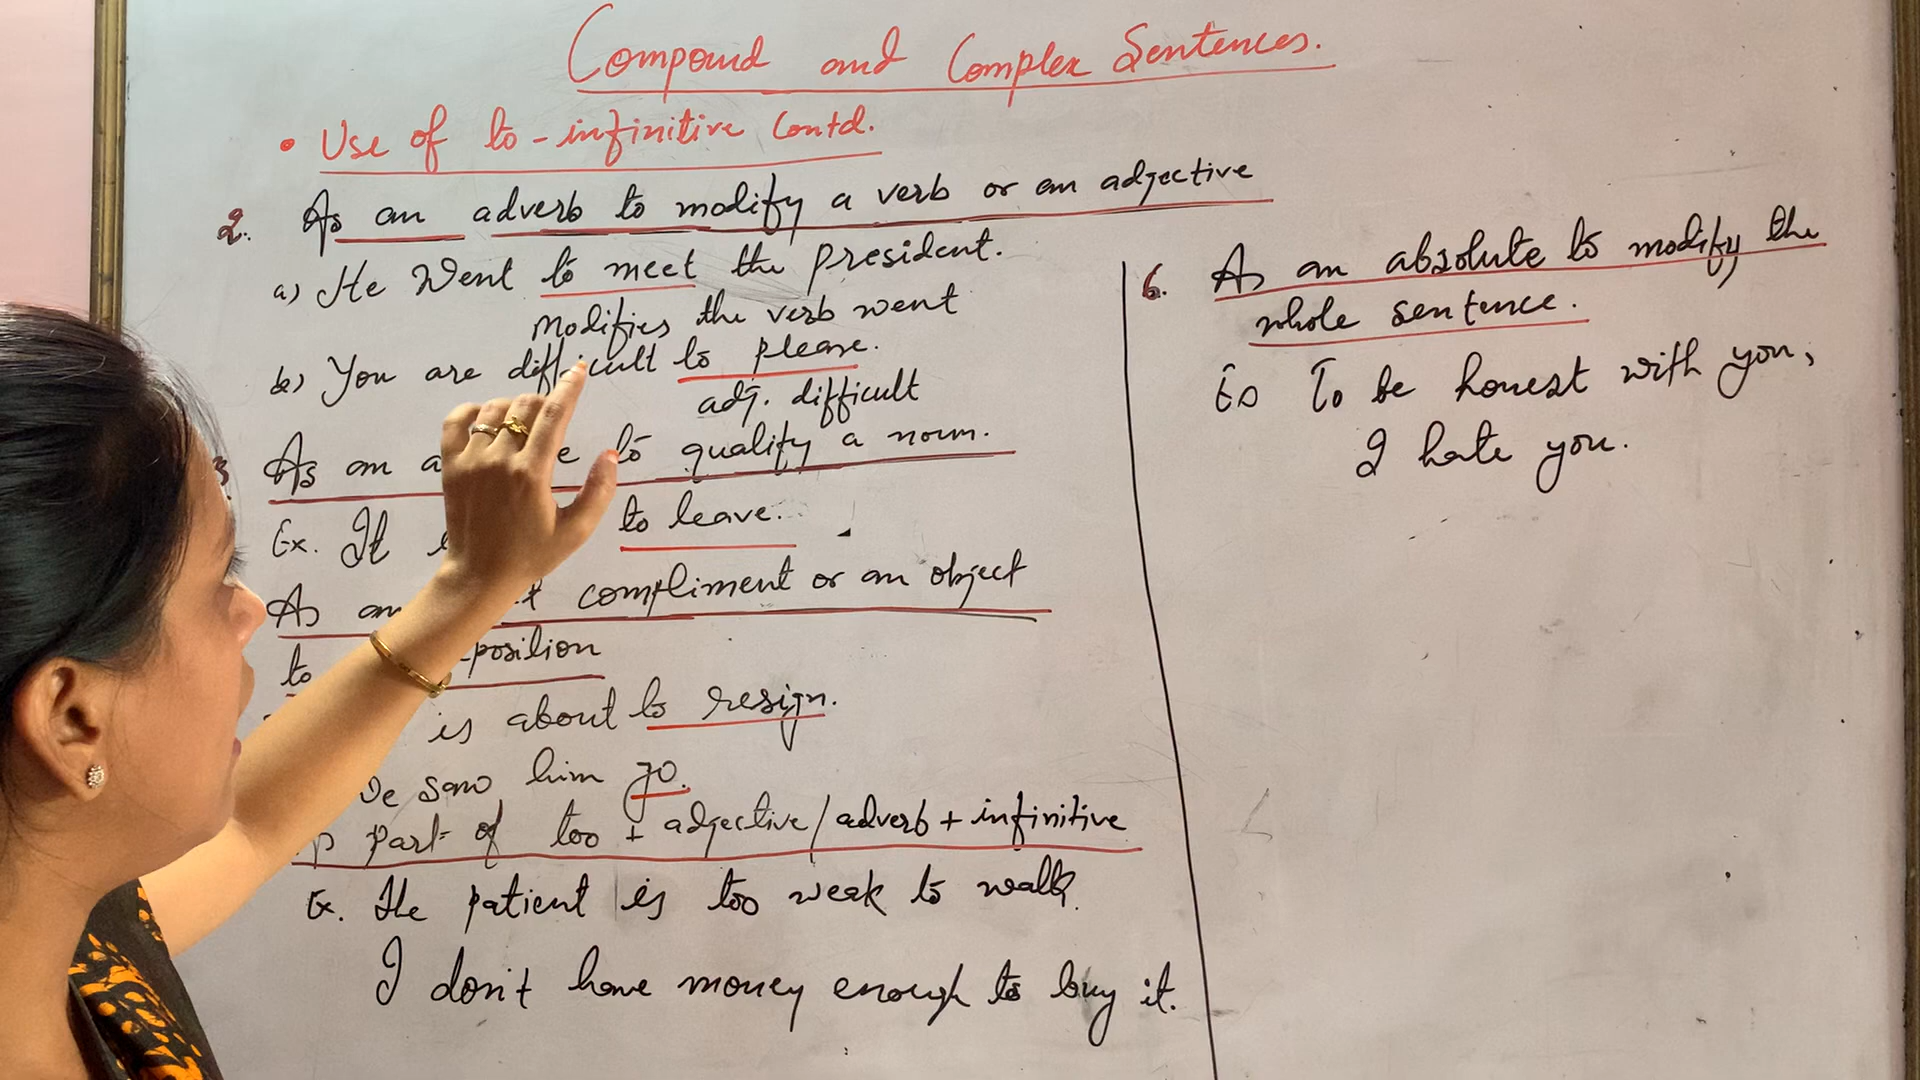 Compound and Complex Sentences.
• Use of to-infinitive Contd.
2. As an adverb to modify a verb or an adjective
a) He Went to meet the president.
modifies the verb went
b) You are difficult to please.
adj. difficult
3. As an to qualify a noun.
Ex. It to leave.
As an compliment or an object
to
is about to resign.
saw him go.
part of too + adjective/adverb + infinitive
Ex. The patient is too weak to walk.
I don't have money enough to buy it.
6. As an absolute to modify the
whole sentence.
To be honest with you,
I hate you.